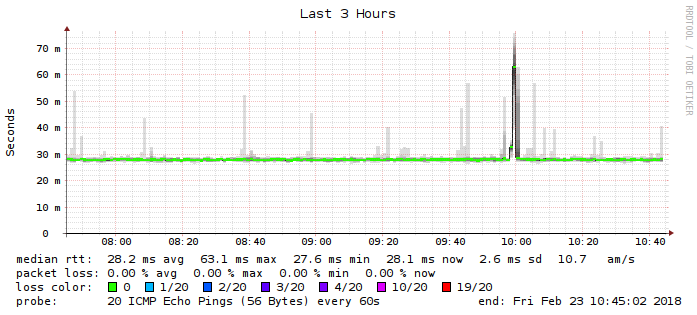 Last 3 Hours
RRDTOOL / TOBI OETIKER
Seconds
70 m
60 m
50 m
40 m
30 m
20 m
10 m
0
08:00 08:20 08:40 09:00 09:20 09:40 10:00 10:20 10:40
median rtt: 28.2 ms avg 63.1 ms max 27.6 ms min 28.1 ms now 2.6 ms sd 10.7 am/s
packet loss: 0.00 % avg 0.00 % max 0.00 % min 0.00 % now
loss color: 0 1/20 2/20 3/20 4/20 10/20 19/20
probe: 20 ICMP Echo Pings (56 Bytes) every 60s end: Fri Feb 23 10:45:02 2018